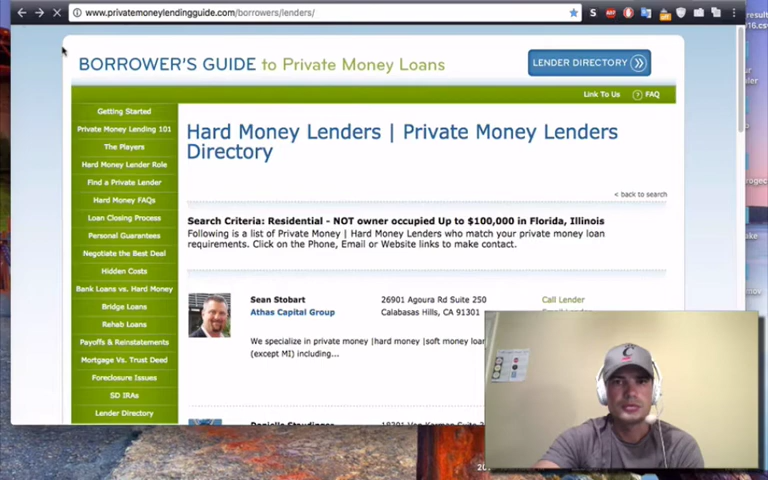 www.privatemoneylendingguide.com/borrowers/lenders/
BORROWER'S GUIDE to Private Money Loans
LENDER DIRECTORY
Link To Us ? FAQ
Getting Started
Private Money Lending 101
The Players
Hard Money Lender Role
Find a Private Lender
Hard Money FAQs
Loan Closing Process
Personal Guarantees
Negotiate the Best Deal
Hidden Costs
Bank Loans vs. Hard Money
Bridge Loans
Rehab Loans
Payoffs & Reinstatements
Mortgage Vs. Trust Deed
Foreclosure Issues
SD IRAs
Lender Directory
Hard Money Lenders | Private Money Lenders
Directory
< back to search
Search Criteria: Residential - NOT owner occupied Up to $100,000 in Florida, Illinois
Following is a list of Private Money | Hard Money Lenders who match your private money loan
requirements. Click on the Phone, Email or Website links to make contact.
Sean Stobart
Athas Capital Group
26901 Agoura Rd Suite 250
Calabasas Hills, CA 91301
Call Lender
We specialize in private money |hard money |soft money loan
(except MI) including...